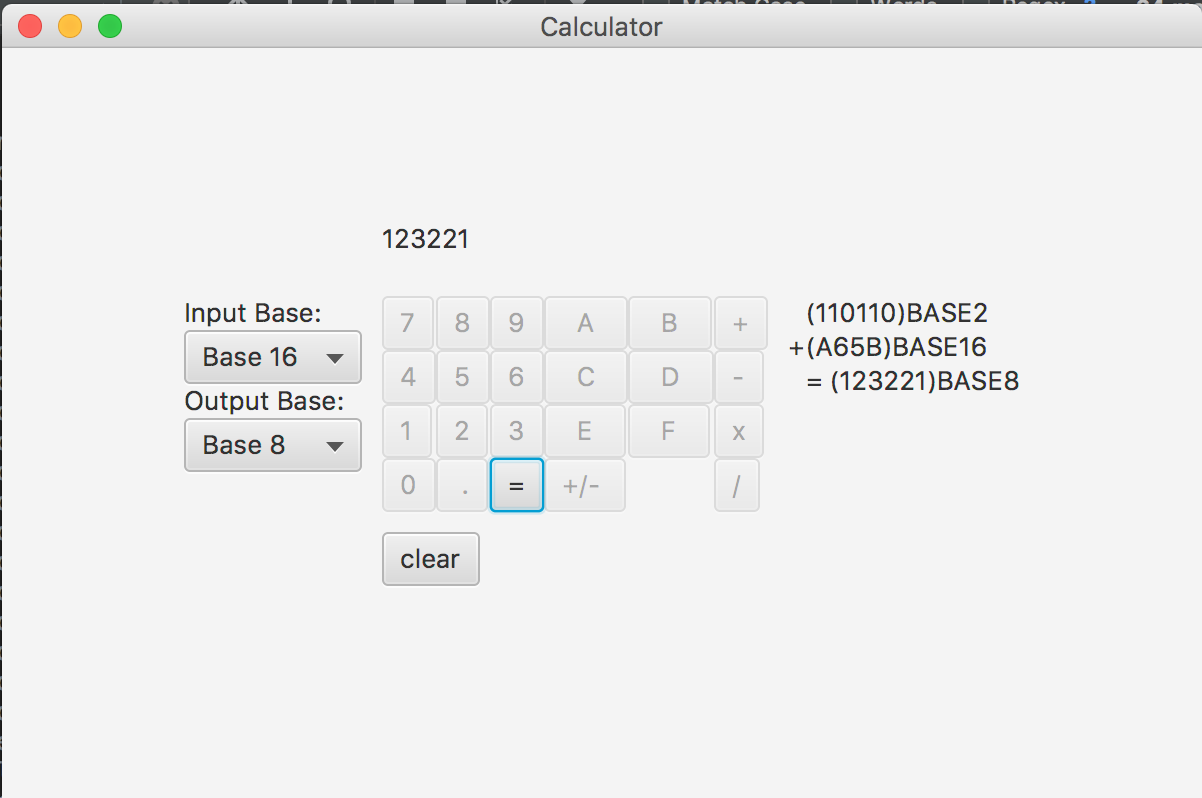 Calculator
123221
Input Base:
Base 16
Output Base:
Base 8
7 8 9 A B +
4 5 6 C D -
1 2 3 E F x
0 . = +/- /
clear
(110110)BASE2
+(A65B)BASE16
= (123221)BASE8